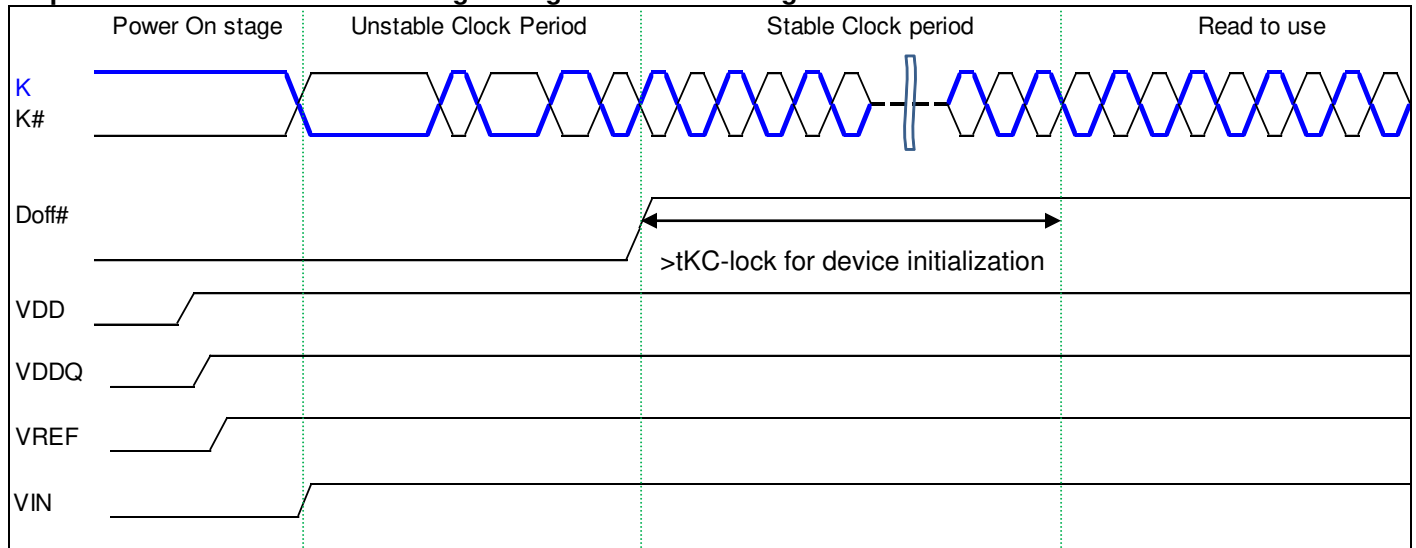 Power On stage
Unstable Clock Period
Stable Clock period
Read to use
K
K#
Doff#
>tKC-lock for device initialization
VDD
VDDQ
VREF
VIN